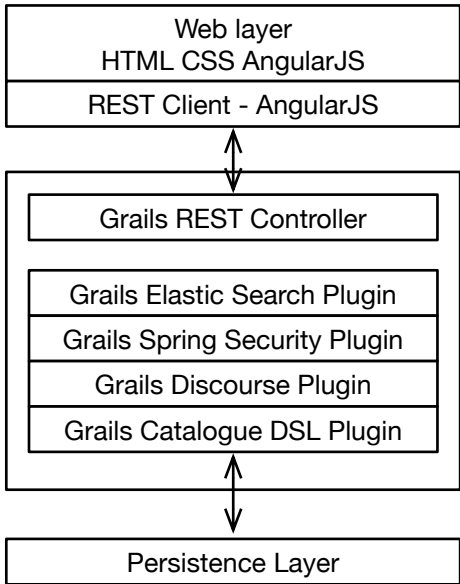 Web layer
HTML CSS AngularJS
REST Client - AngularJS
Grails REST Controller
Grails Elastic Search Plugin
Grails Spring Security Plugin
Grails Discourse Plugin
Grails Catalogue DSL Plugin
Persistence Layer